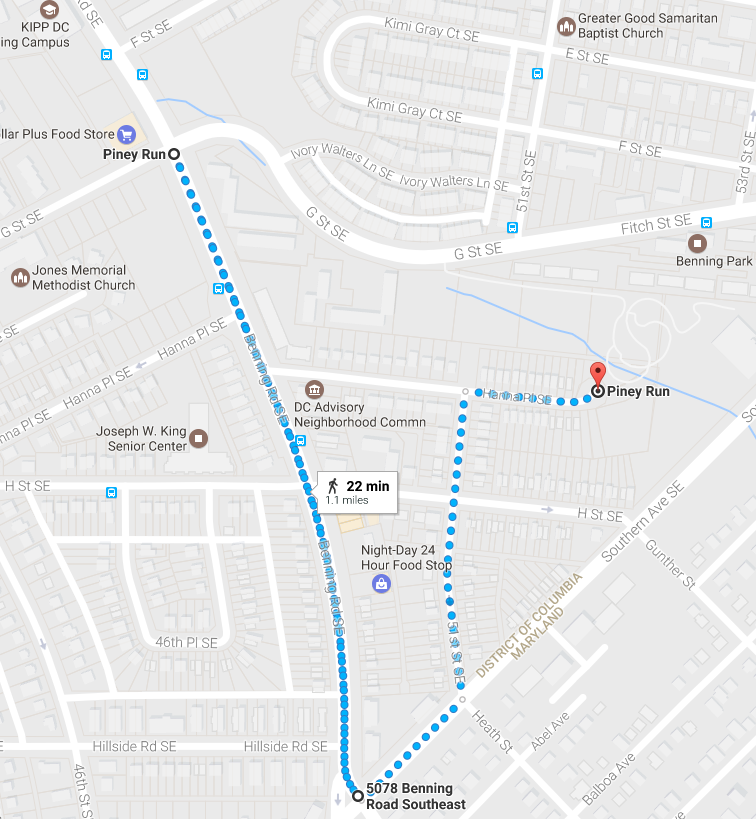 KIPP DC
ing Campus
Rd SE
F St SE
Kimi Gray Ct SE
Greater Good Samaritan
Baptist Church
E St SE
Kimi Gray Ct SE
llar Plus Food Store
Piney Run
Ivory Walters Ln SE
Ivory Walters Ln SE
51st St SE
F St SE
53rd St SE
G St SE
G St SE
G St SE
Fitch St SE
Benning Park
Jones Memorial
Methodist Church
SE
Hanna Pl SE
Hanna Pl SE
nna Pl SE
Benning Rd SE
DC Advisory
Neighborhood Commn
Hanna Pl SE
Piney Run
Joseph W. King
Senior Center
H St SE
22 min
1.1 miles
H St SE
Southern Ave SE
So
Gunther St
Night-Day 24
Hour Food Stop
Benning Rd SE
51st St SE
DISTRICT OF COLUMBIA
MARYLAND
46th Pl SE
Heath St
Abel Ave
Balboa Ave
E
Hillside Rd SE
Hillside Rd SE
46th St S
5078 Benning
Road Southeast